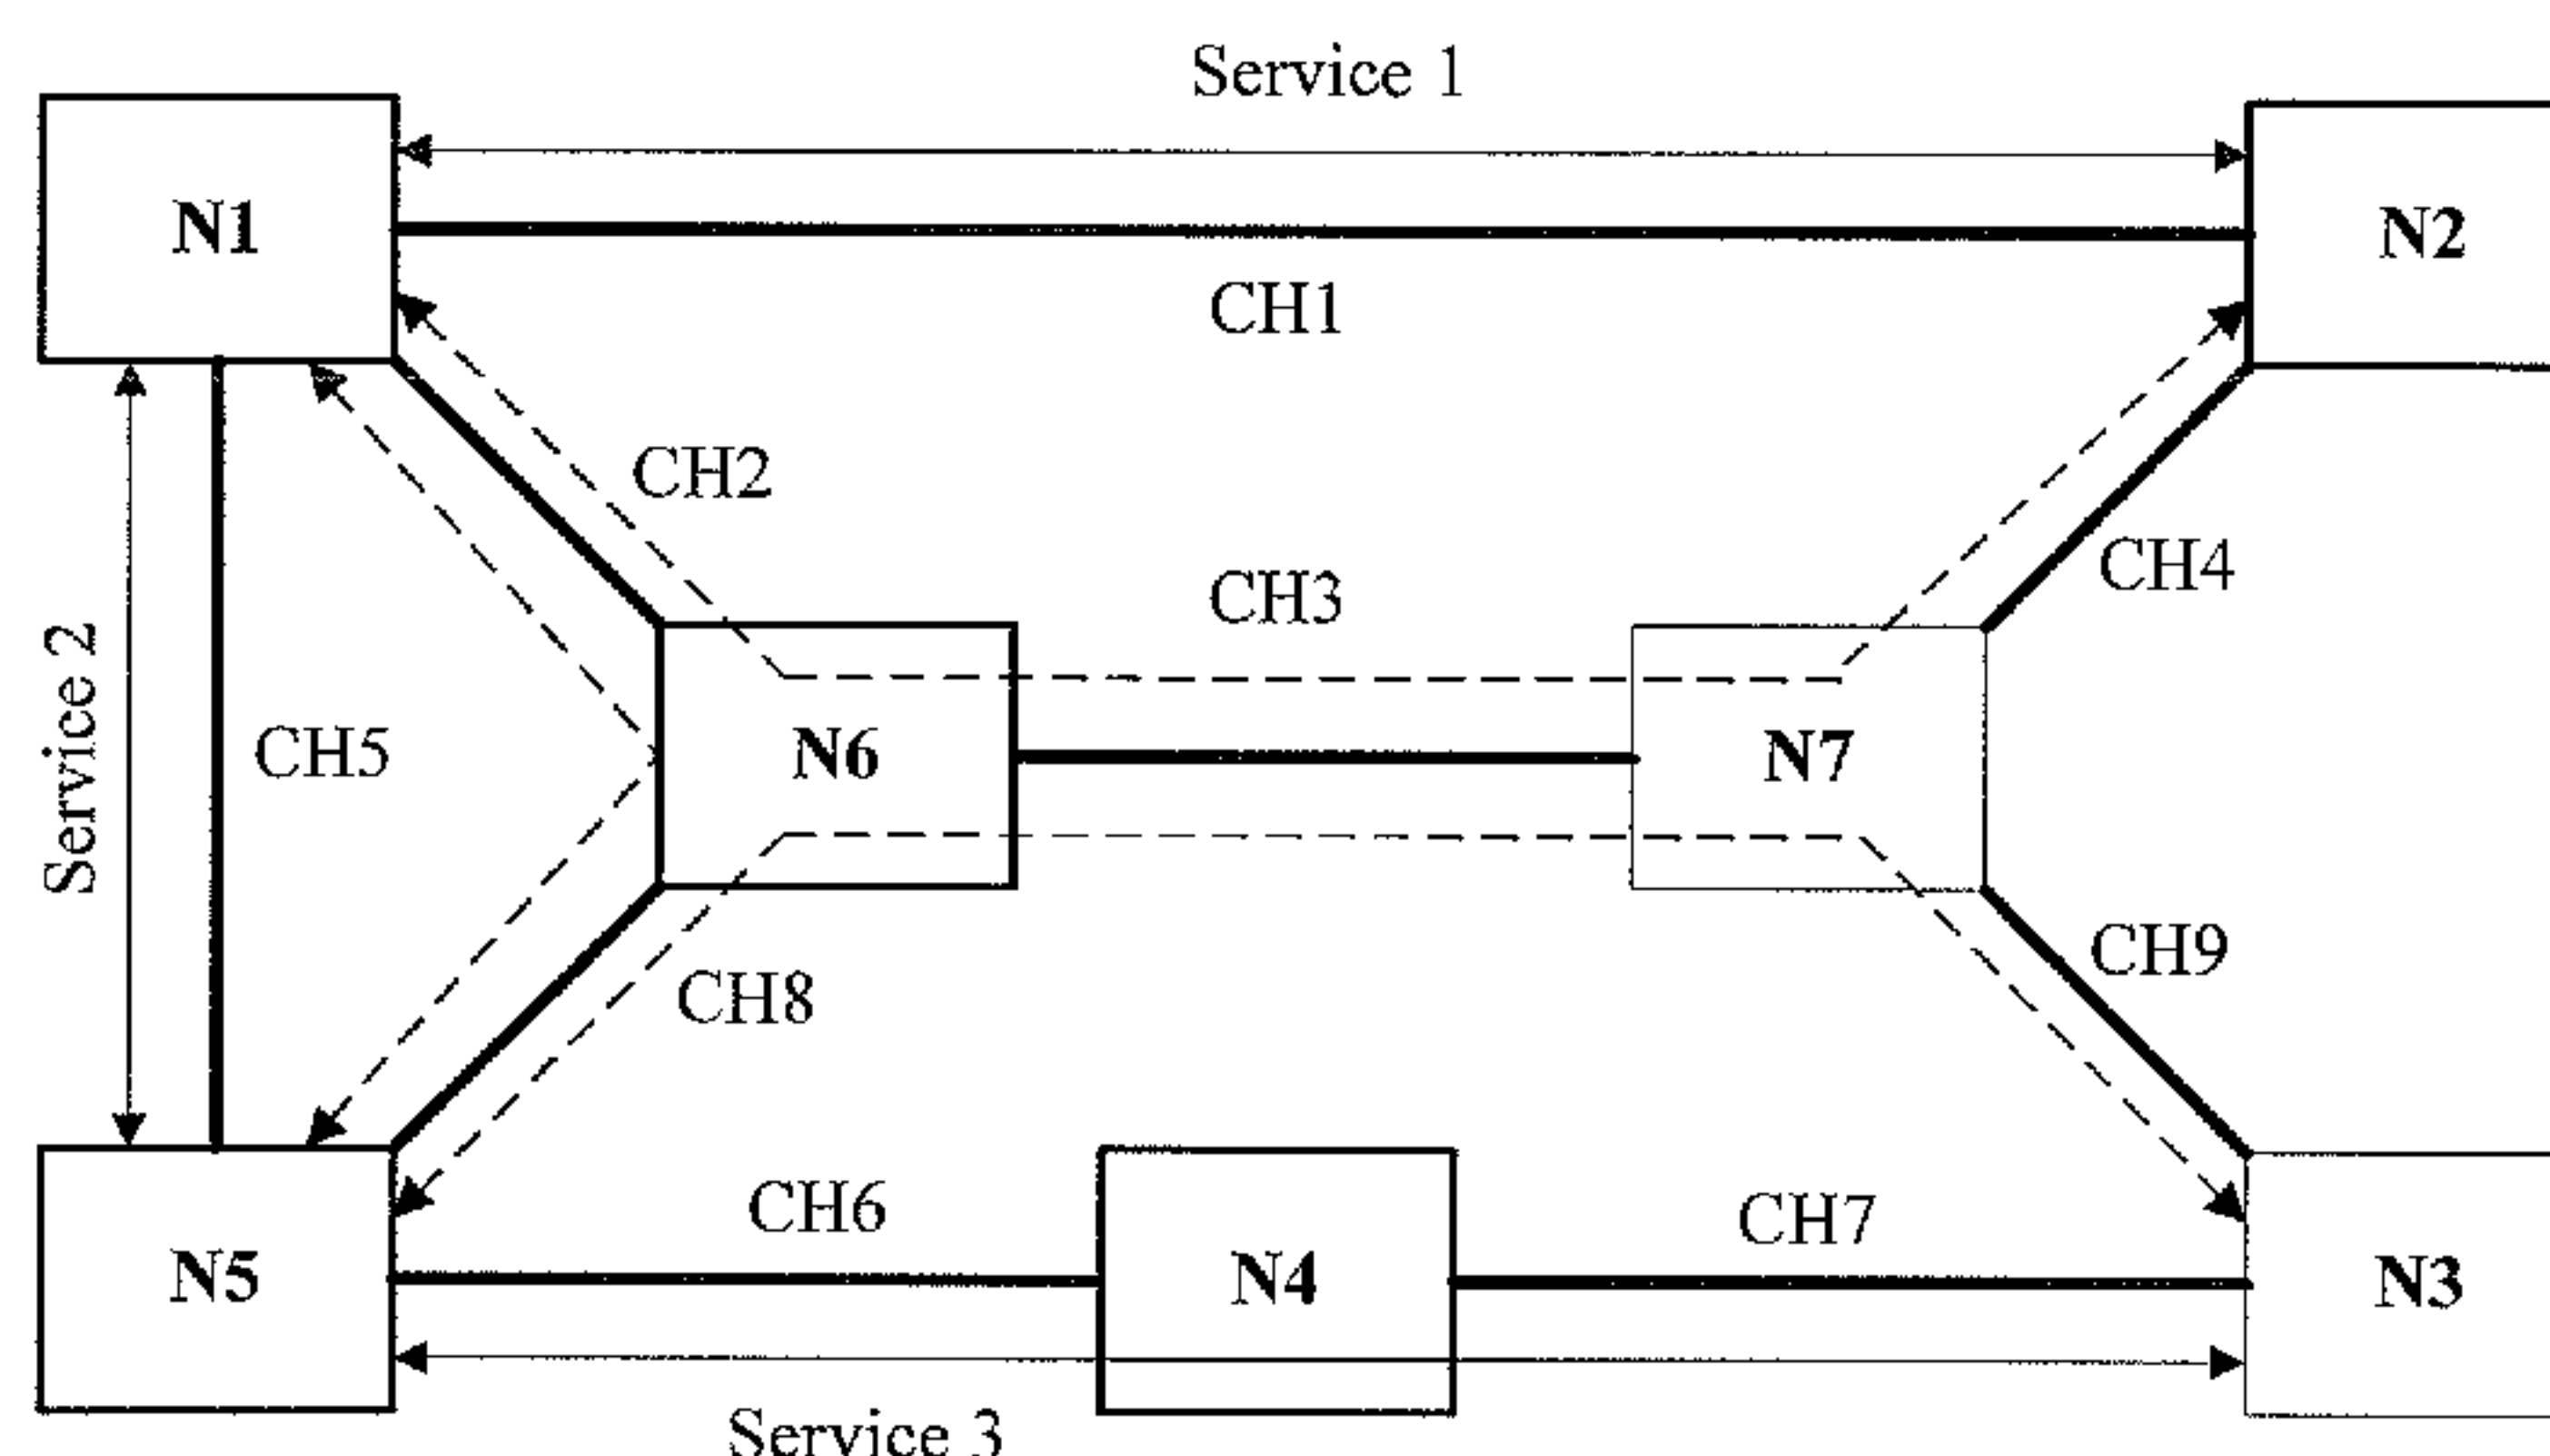 Service 1
N1
N2
CH1
CH2
CH4
CH3
Service 2
CH5
N6
N7
CH9
CH8
CH6
CH7
N5
N4
N3
Service 3